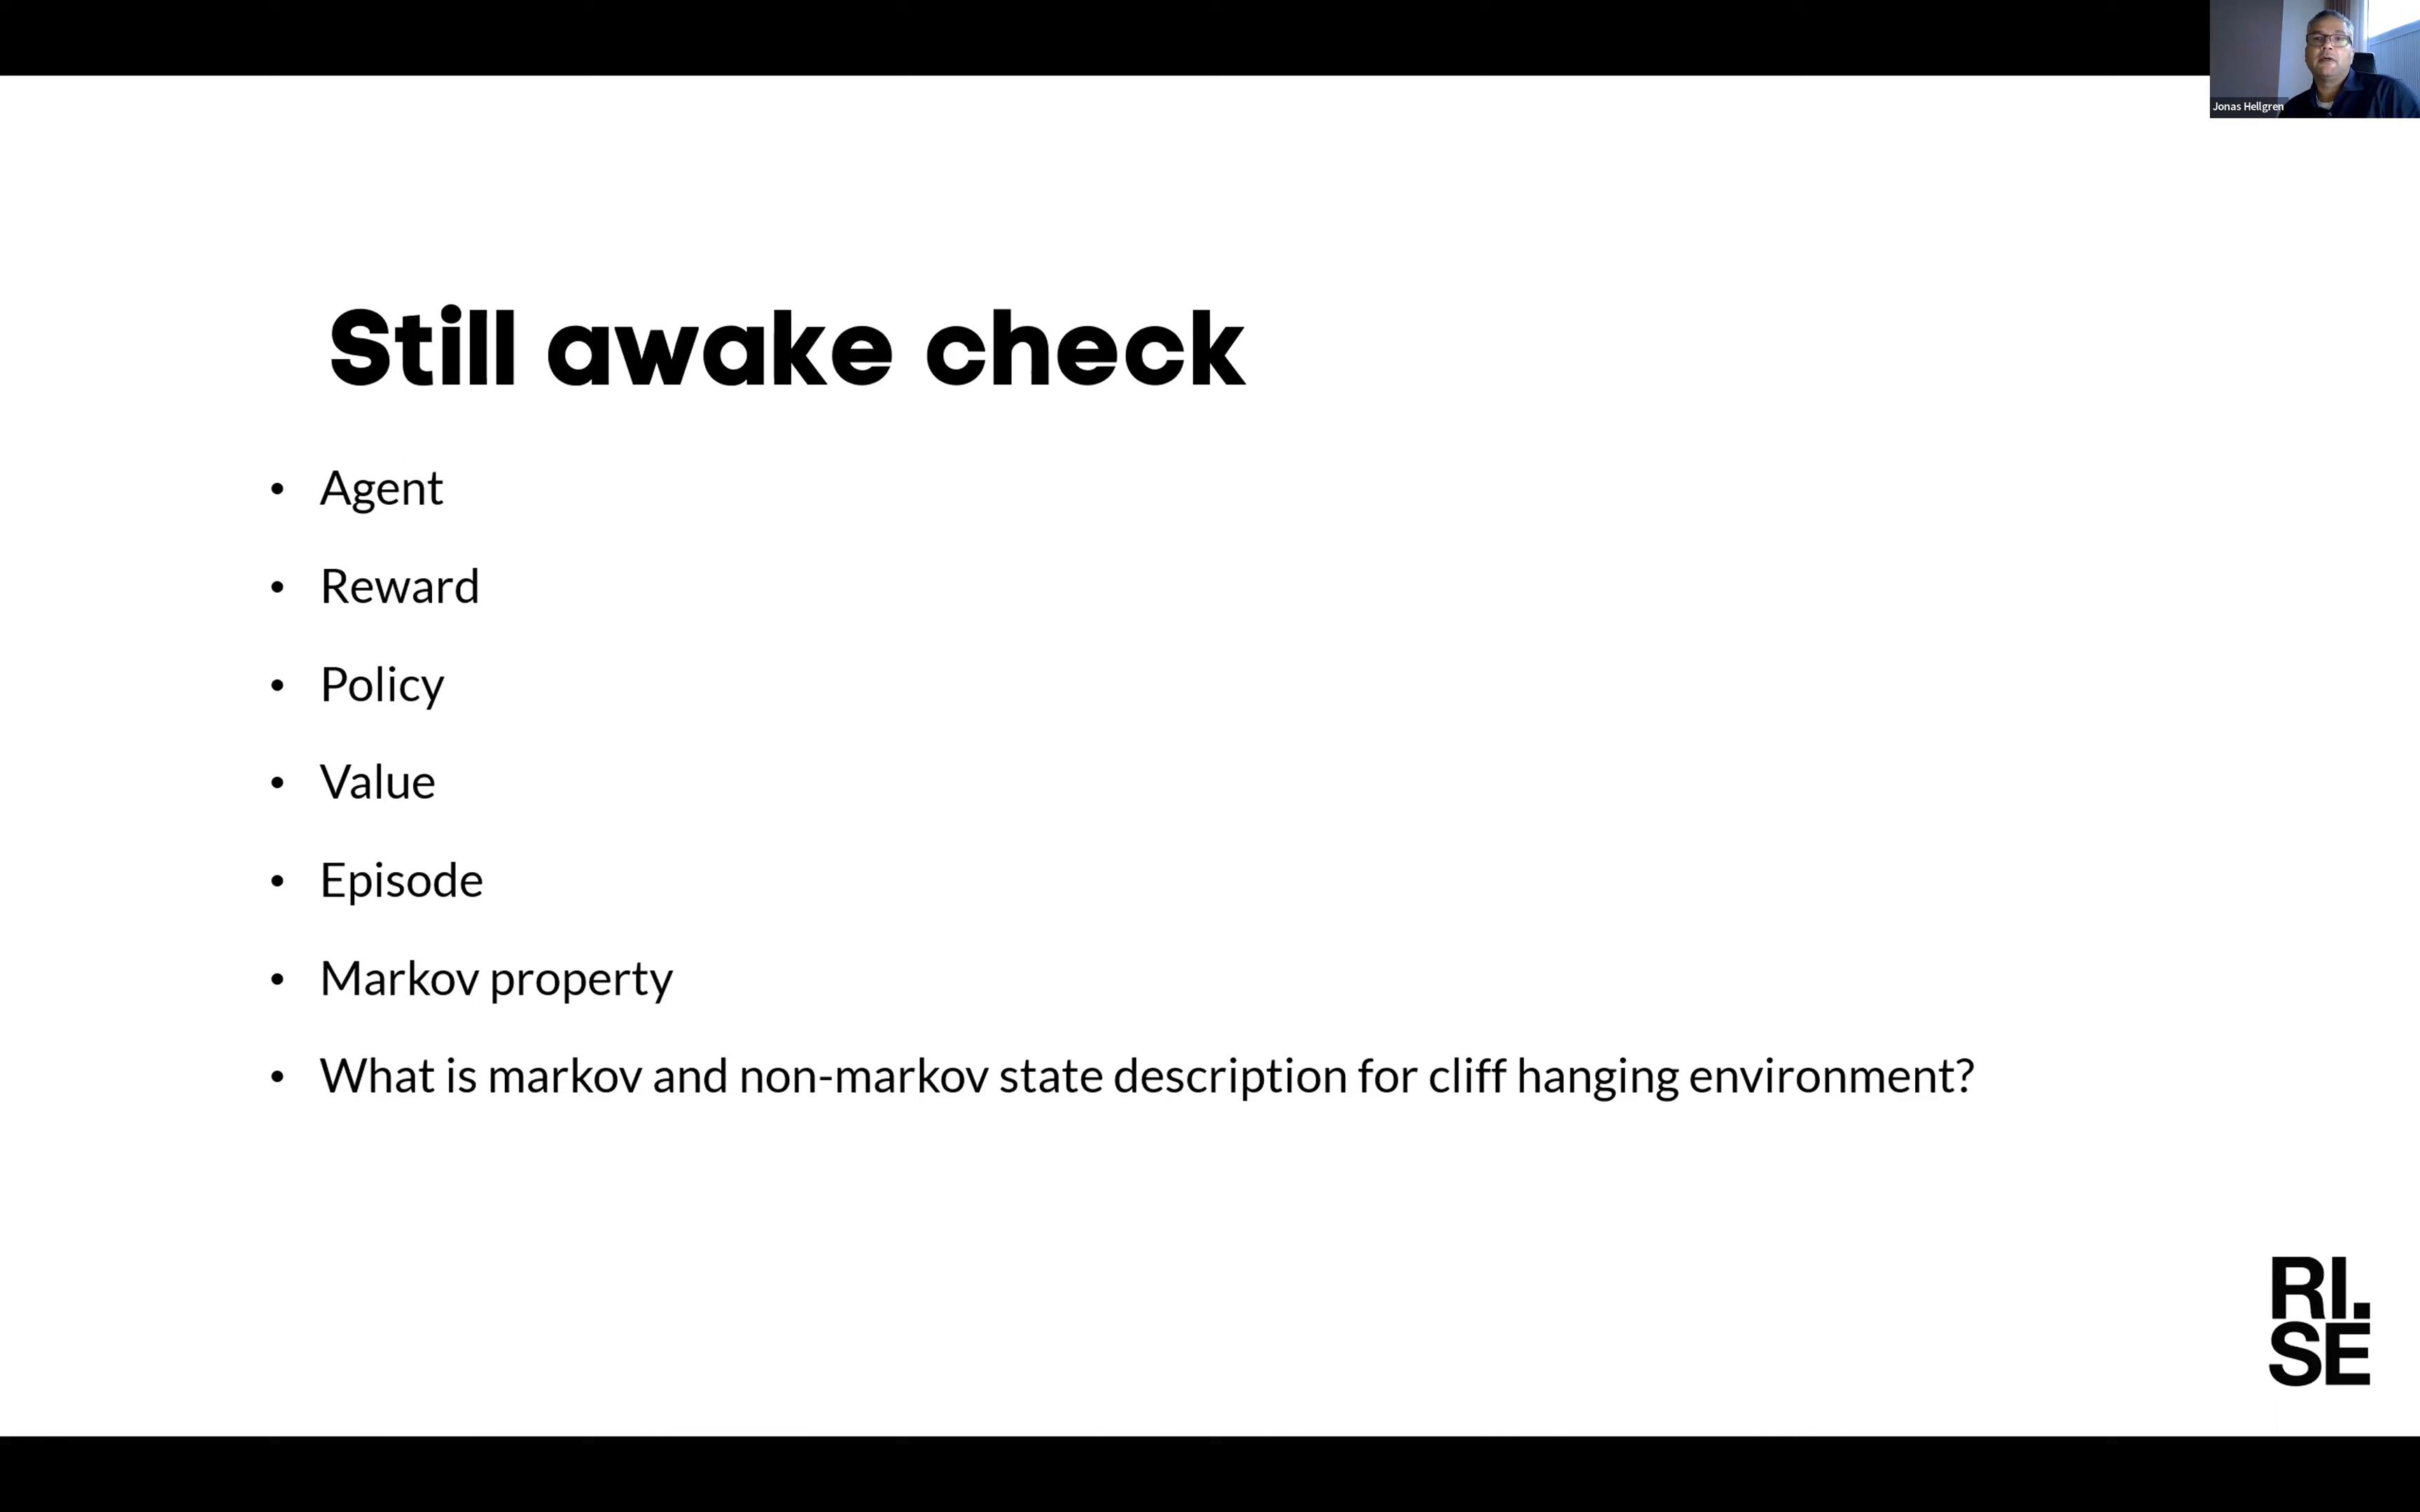 Jonas Hellgren
Still awake check
• Agent
• Reward
• Policy
• Value
• Episode
• Markov property
• What is markov and non-markov state description for cliff hanging environment?
RI.
SE